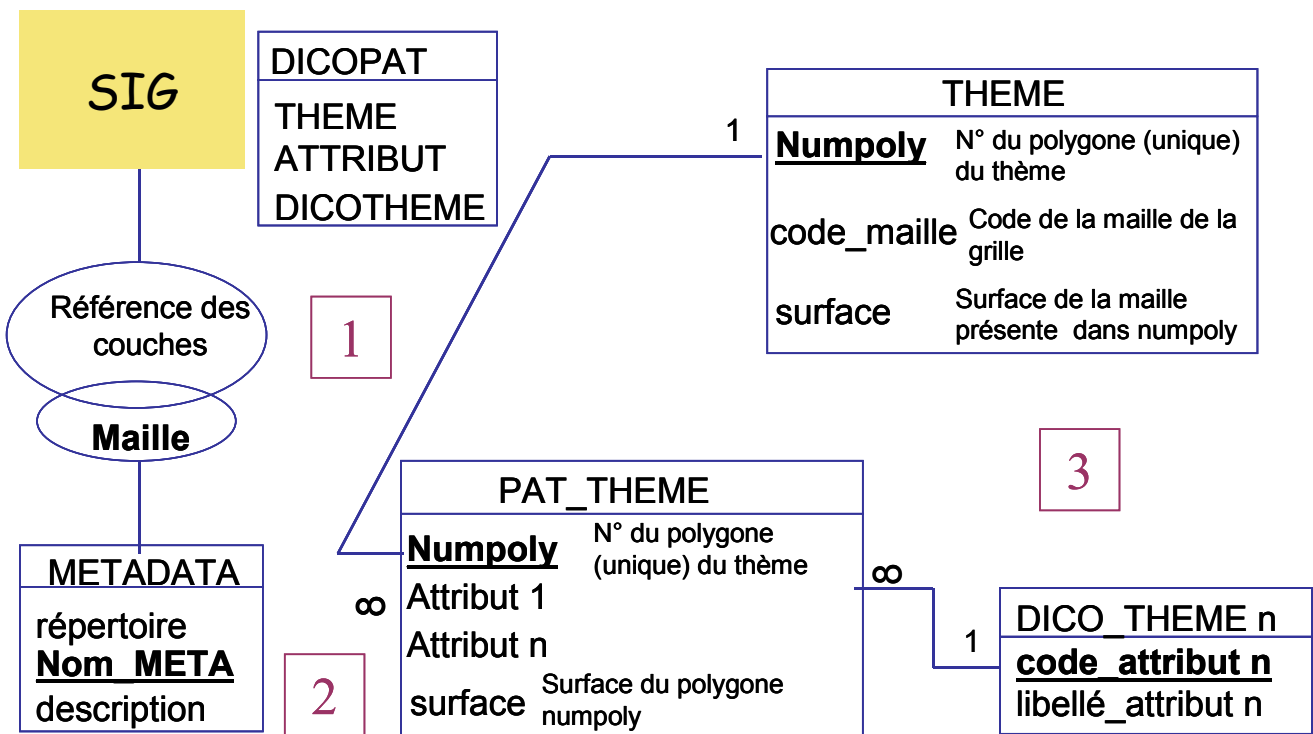 SIG
DICOPAT
THEME
ATTRIBUT
DICOTHEME
Référence des
couches
Maille
METADATA
répertoire
Nom_META
description
1
2
3
THEME
1
Numpoly
N° du polygone (unique)
du thème
code_maille
Code de la maille de la
grille
surface
Surface de la maille
présente dans numpoly
PAT_THEME
Numpoly
N° du polygone
(unique) du thème
∞
Attribut 1
Attribut n
surface
Surface du polygone
numpoly
∞
1
DICO_THEME n
code_attribut n
libellé_attribut n